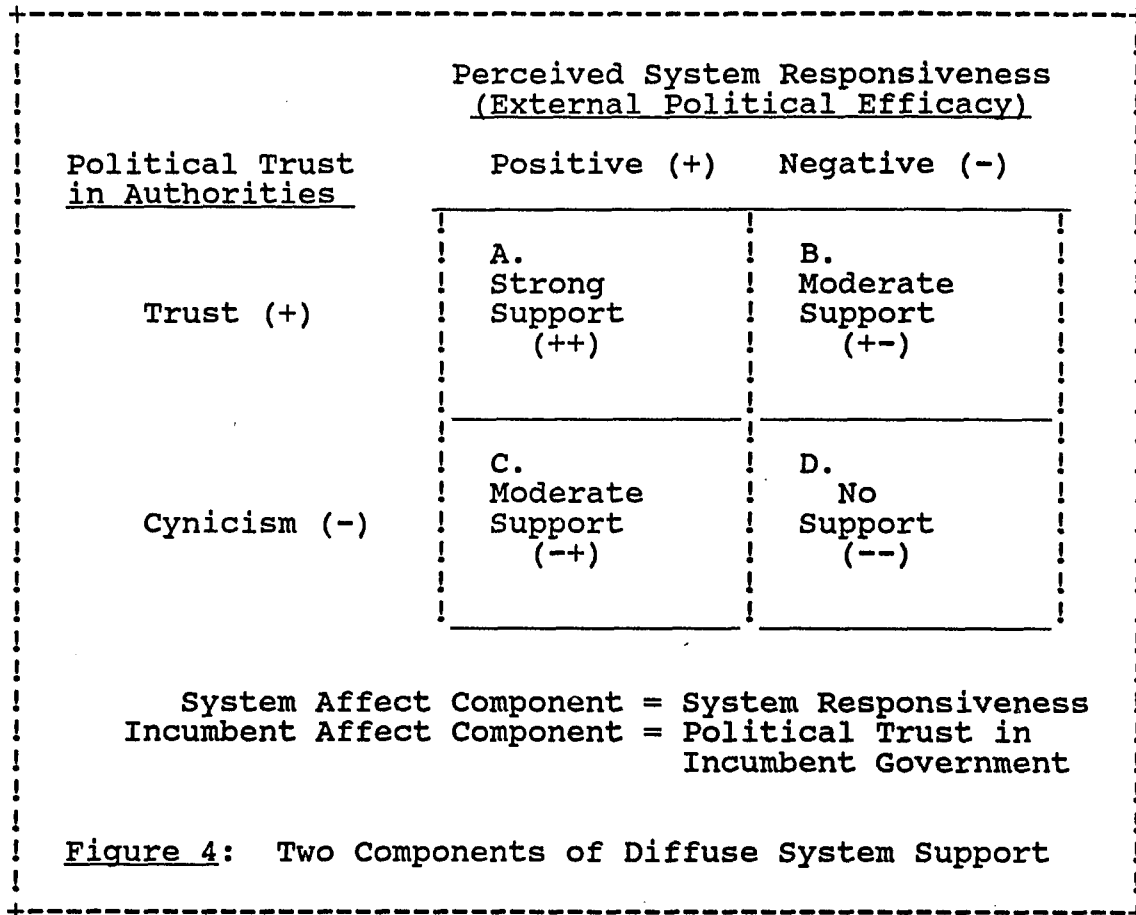 Perceived System Responsiveness
(External Political Efficacy)
Political Trust Positive (+) Negative (-)
in Authorities
A. B.
Strong Moderate
Trust (+) Support Support
(++) (+-)
C. D.
Moderate No
Cynicism (-) Support Support
(-+) (--)
System Affect Component = System Responsiveness
Incumbent Affect Component = Political Trust in
Incumbent Government
Figure 4: Two Components of Diffuse System Support